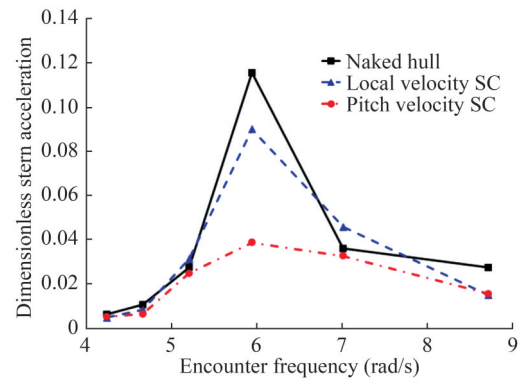 Dimensionless stern acceleration
0.14
0.12
0.10
0.08
0.06
0.04
0.02
0
Naked hull
Local velocity SC
Pitch velocity SC
4 5 6 7 8 9
Encounter frequency (rad/s)